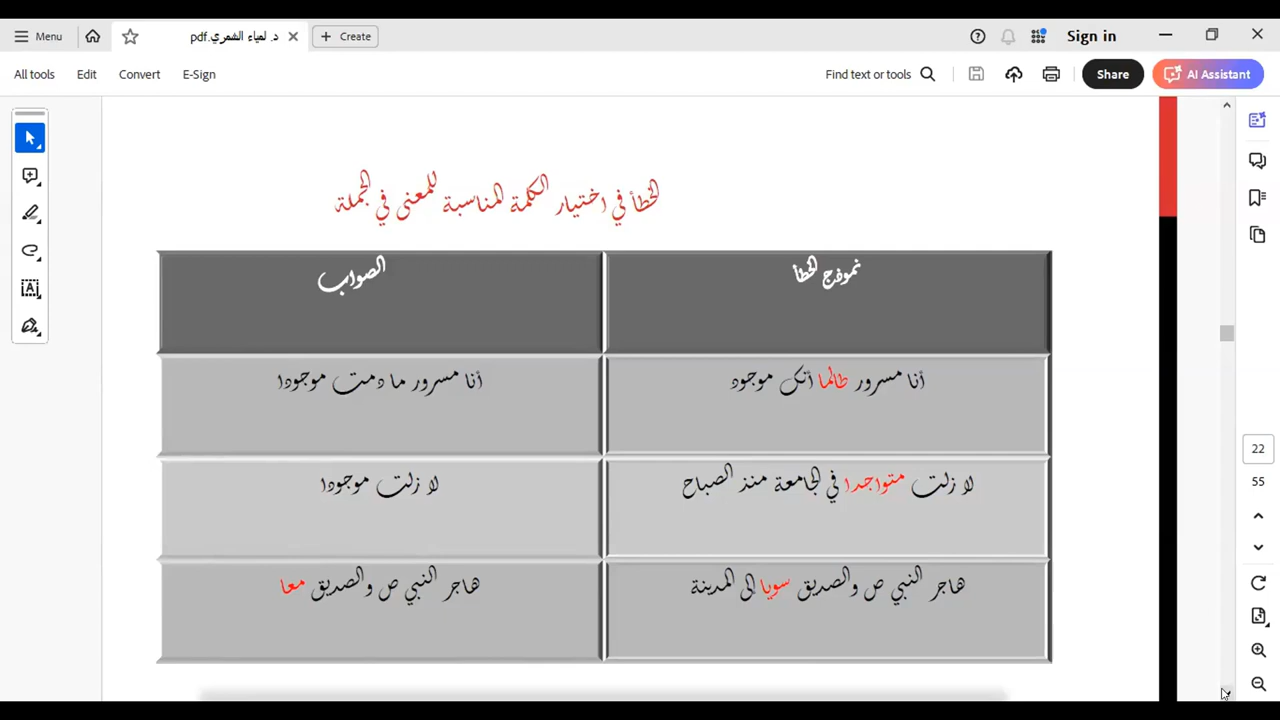 Menu
د. لمياء الشمري.pdf
Create
Sign in
All tools
Edit
Convert
E-Sign
Find text or tools
Share
AI Assistant
الخطأ في اختيار الكلمة المناسبة للمعنى في الجملة
نموذج الخطأ
الصواب
أنا مسرور طالما أنك موجود
أنا مسرور ما دمت موجودا
لا زلت متواجدا في الجامعة منذ الصباح
لا زلت موجودا
هاجر النبي ص والصديق سويا إلى المدينة
هاجر النبي ص والصديق معا
22
55